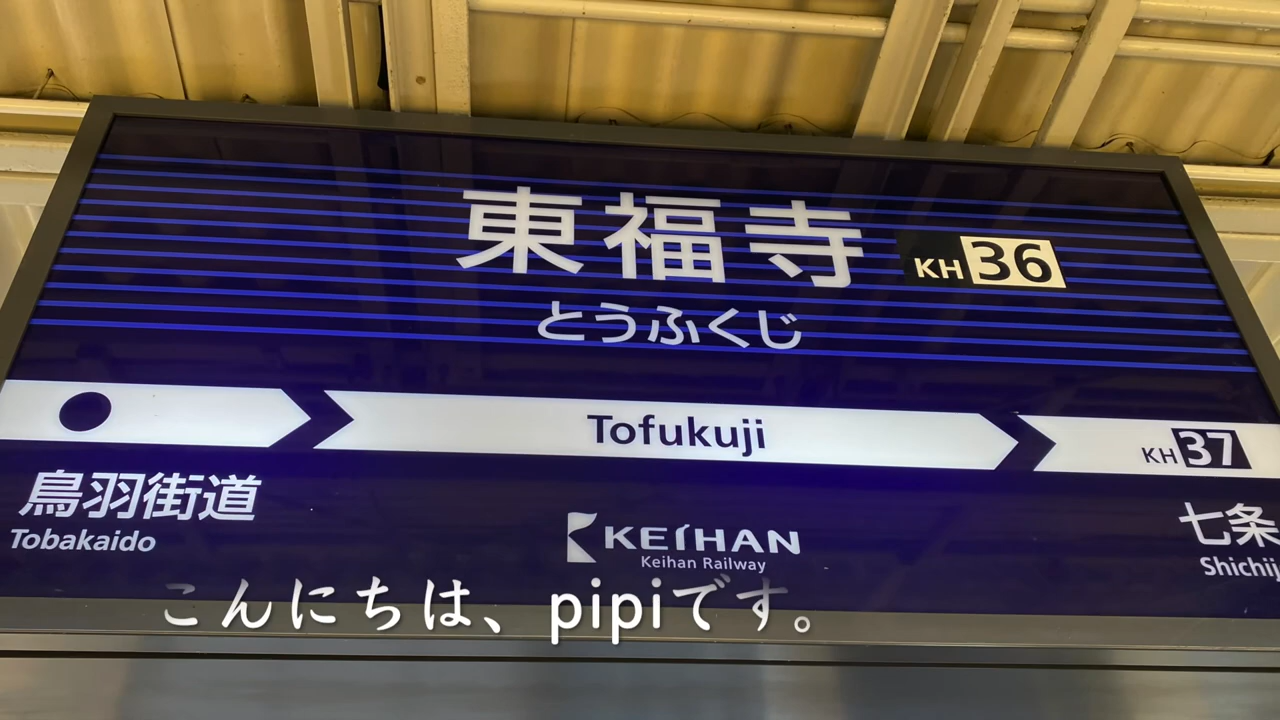 東福寺 KH 36
とうふくじ
Tofukuji
KH 37
鳥羽街道
Tobakaido
七条
KEIHAN
Keihan Railway
こんにちは、pipiです。